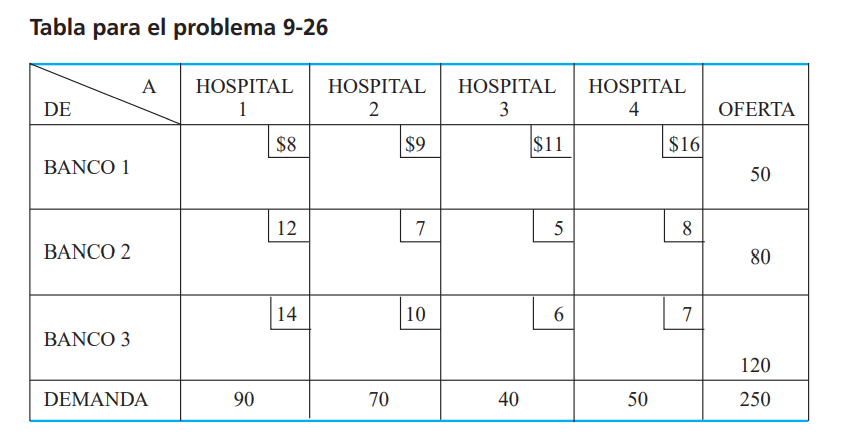 Tabla para el problema 9-26
A HOSPITAL HOSPITAL HOSPITAL HOSPITAL
DE 1 2 3 4 OFERTA
$8 $9 $11 $16
BANCO 1 50
12 7 5 8
BANCO 2 80
14 10 6 7
BANCO 3
120
DEMANDA 90 70 40 50 250